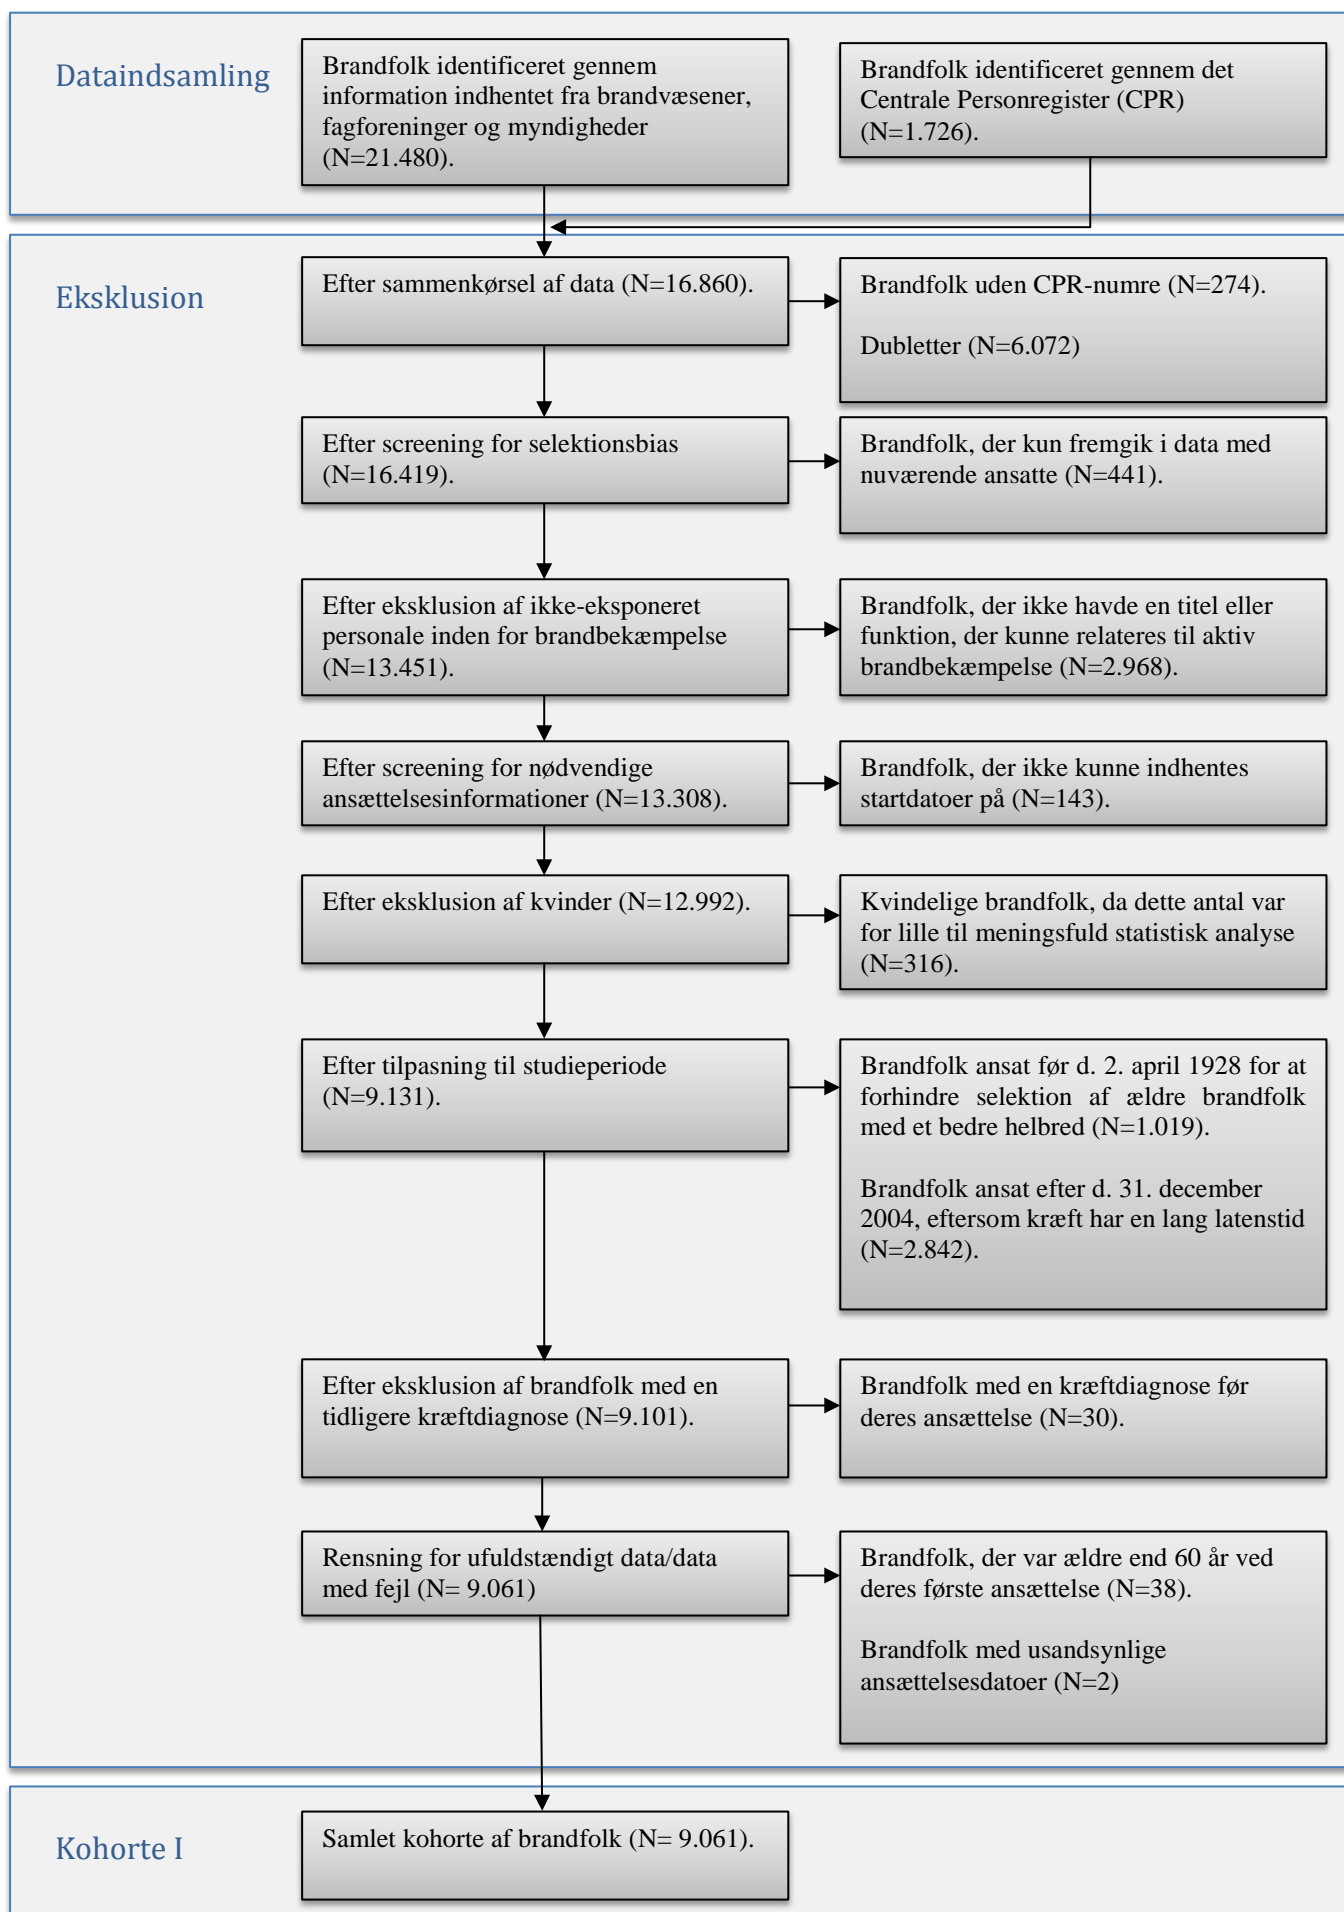 Dataindsamling
Brandfolk identificeret gennem
information indhentet fra brandvæsener,
fagforeninger og myndigheder
(N=21.480).
Brandfolk identificeret gennem det
Centrale Personregister (CPR)
(N=1.726).
Eksklusion
Efter sammenkørsel af data (N=16.860).
Brandfolk uden CPR-numre (N=274).
Dubletter (N=6.072)
Efter screening for selektionsbias
(N=16.419).
Brandfolk, der kun fremgik i data med
nuværende ansatte (N=441).
Efter eksklusion af ikke-eksponeret
personale inden for brandbekæmpelse
(N=13.451).
Brandfolk, der ikke havde en titel eller
funktion, der kunne relateres til aktiv
brandbekæmpelse (N=2.968).
Efter screening for nødvendige
ansættelsesinformationer (N=13.308).
Brandfolk, der ikke kunne indhentes
startdatoer på (N=143).
Efter eksklusion af kvinder (N=12.992).
Kvindelige brandfolk, da dette antal var
for lille til meningsfuld statistisk analyse
(N=316).
Efter tilpasning til studieperiode
(N=9.131).
Brandfolk ansat før d. 2. april 1928 for at
forhindre selektion af ældre brandfolk
med et bedre helbred (N=1.019).
Brandfolk ansat efter d. 31. december
2004, eftersom kræft har en lang latenstid
(N=2.842).
Efter eksklusion af brandfolk med en
tidligere kræftdiagnose (N=9.101).
Brandfolk med en kræftdiagnose før
deres ansættelse (N=30).
Rensning for ufuldstændigt data/data
med fejl (N= 9.061)
Brandfolk, der var ældre end 60 år ved
deres første ansættelse (N=38).
Brandfolk med usandsynlige
ansættelsesdatoer (N=2)
Kohorte I
Samlet kohorte af brandfolk (N= 9.061).